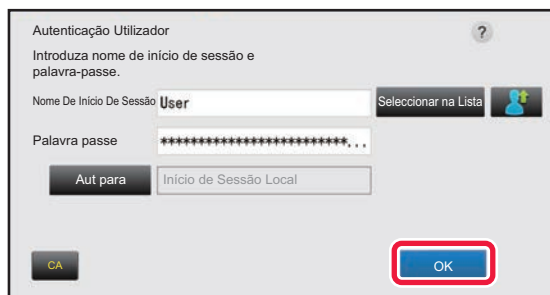 Autenticação Utilizador
?
Introduza nome de início de sessão e
palavra-passe.
Nome De Início De Sessão User Seleccionar na Lista
Palavra passe *************************...
Aut para Início de Sessão Local
CA OK